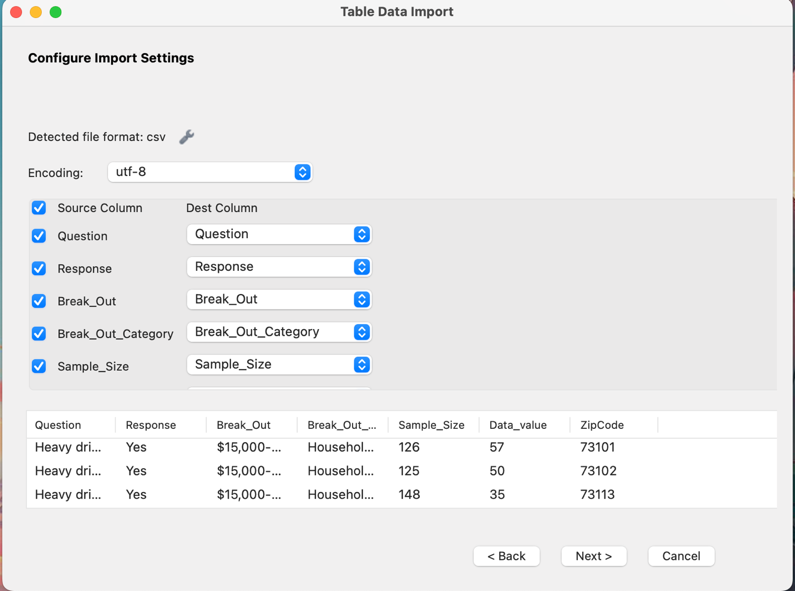 Table Data Import
Configure Import Settings
Detected file format: csv
Encoding: utf-8
Source Column Dest Column
Question Question
Response Response
Break_Out Break_Out
Break_Out_Category Break_Out_Category
Sample_Size Sample_Size
Question Response Break_Out Break_Out_... Sample_Size Data_value ZipCode
Heavy dri... Yes $15,000-... Househol... 126 57 73101
Heavy dri... Yes $15,000-... Househol... 125 50 73102
Heavy dri... Yes $15,000-... Househol... 148 35 73113
< Back Next > Cancel